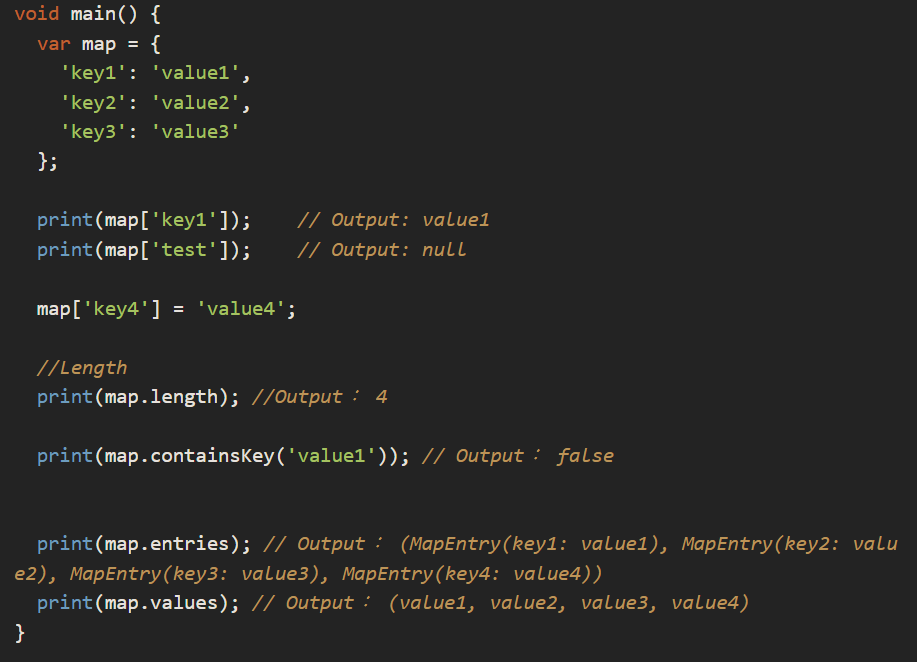 void main() {
  var map = {
    'key1': 'value1',
    'key2': 'value2',
    'key3': 'value3'
  };

  print(map['key1']);    // Output: value1
  print(map['test']);    // Output: null

  map['key4'] = 'value4';

  //Length
  print(map.length); //Output： 4

  print(map.containsKey('value1')); // Output： false


  print(map.entries); // Output： (MapEntry(key1: value1), MapEntry(key2: valu
e2), MapEntry(key3: value3), MapEntry(key4: value4))
  print(map.values); // Output： (value1, value2, value3, value4)
}